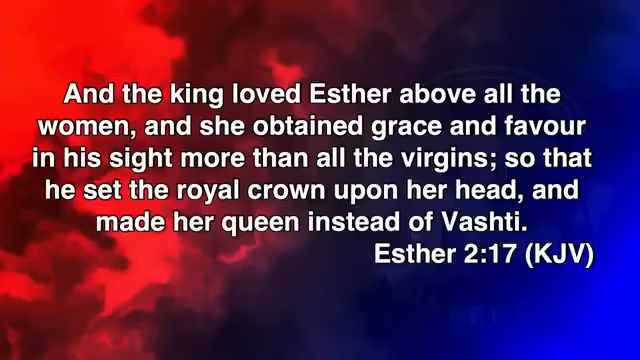 And the king loved Esther above all the
women, and she obtained grace and favour
in his sight more than all the virgins; so that
he set the royal crown upon her head, and
made her queen instead of Vashti.
Esther 2:17 (KJV)